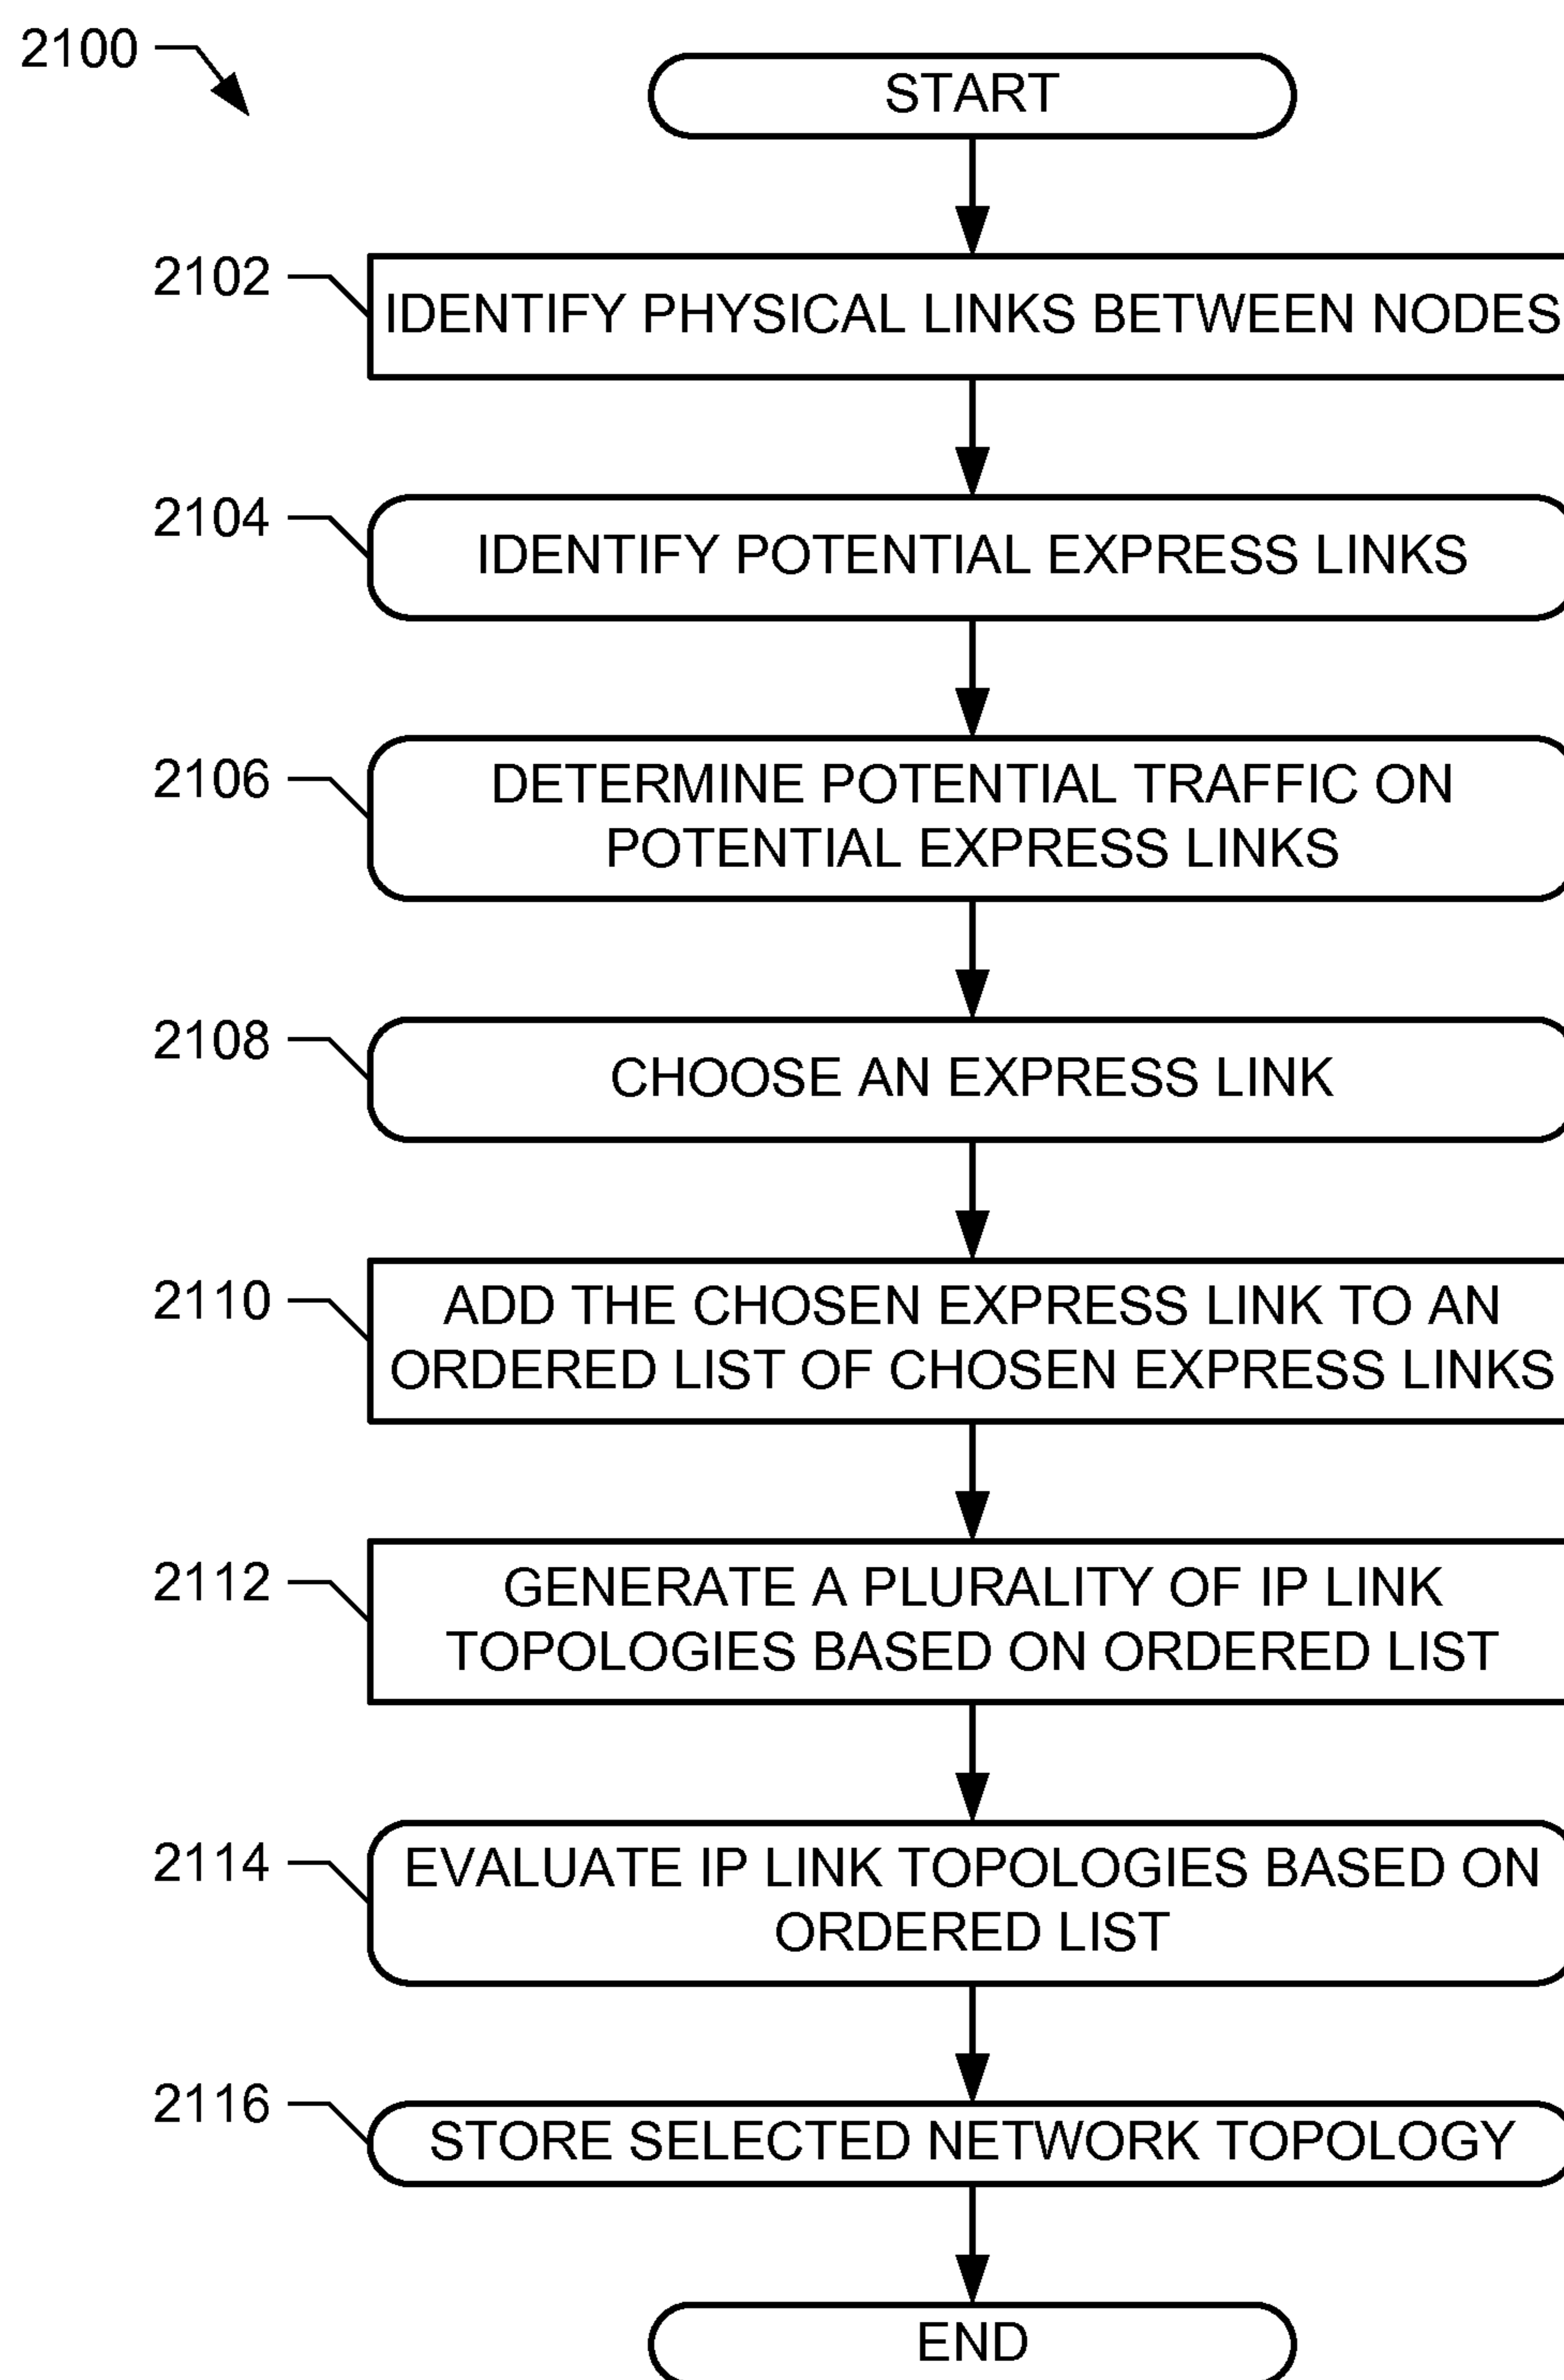 2100
START
2102
IDENTIFY PHYSICAL LINKS BETWEEN NODES
2104
IDENTIFY POTENTIAL EXPRESS LINKS
2106
DETERMINE POTENTIAL TRAFFIC ON
POTENTIAL EXPRESS LINKS
2108
CHOOSE AN EXPRESS LINK
2110
ADD THE CHOSEN EXPRESS LINK TO AN
ORDERED LIST OF CHOSEN EXPRESS LINKS
2112
GENERATE A PLURALITY OF IP LINK
TOPOLOGIES BASED ON ORDERED LIST
2114
EVALUATE IP LINK TOPOLOGIES BASED ON
ORDERED LIST
2116
STORE SELECTED NETWORK TOPOLOGY
END